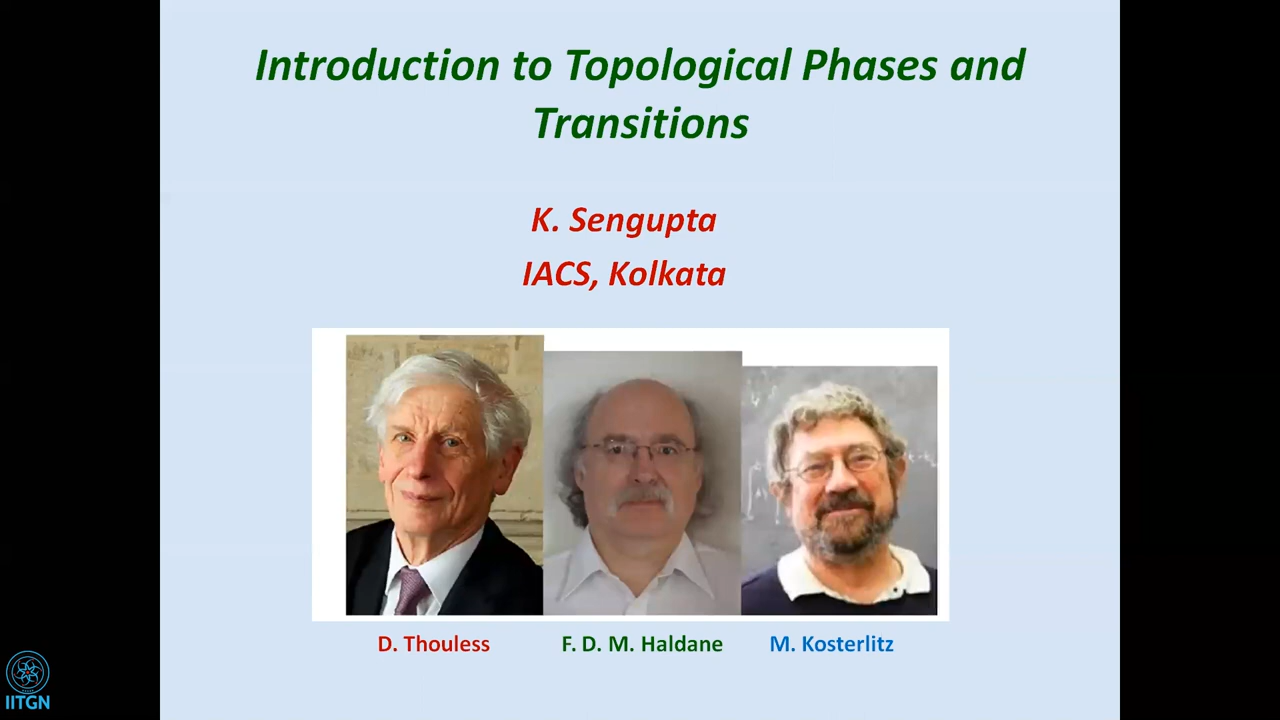 Introduction to Topological Phases and
Transitions
K. Sengupta
IACS, Kolkata
D. Thouless
F. D. M. Haldane
M. Kosterlitz
IITGN